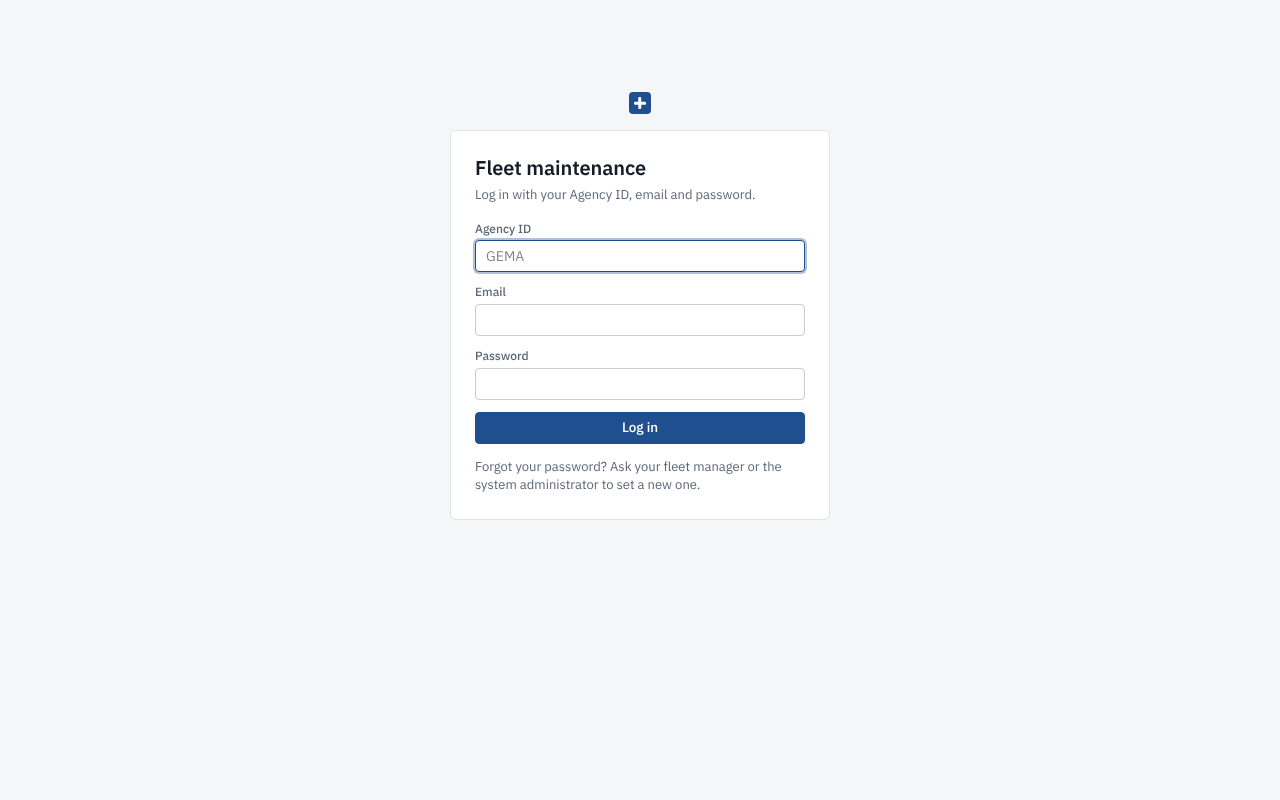 Fleet maintenance
Log in with your Agency ID, email and password.
Agency ID
GEMA
Email
Password
Log in
Forgot your password? Ask your fleet manager or the
system administrator to set a new one.